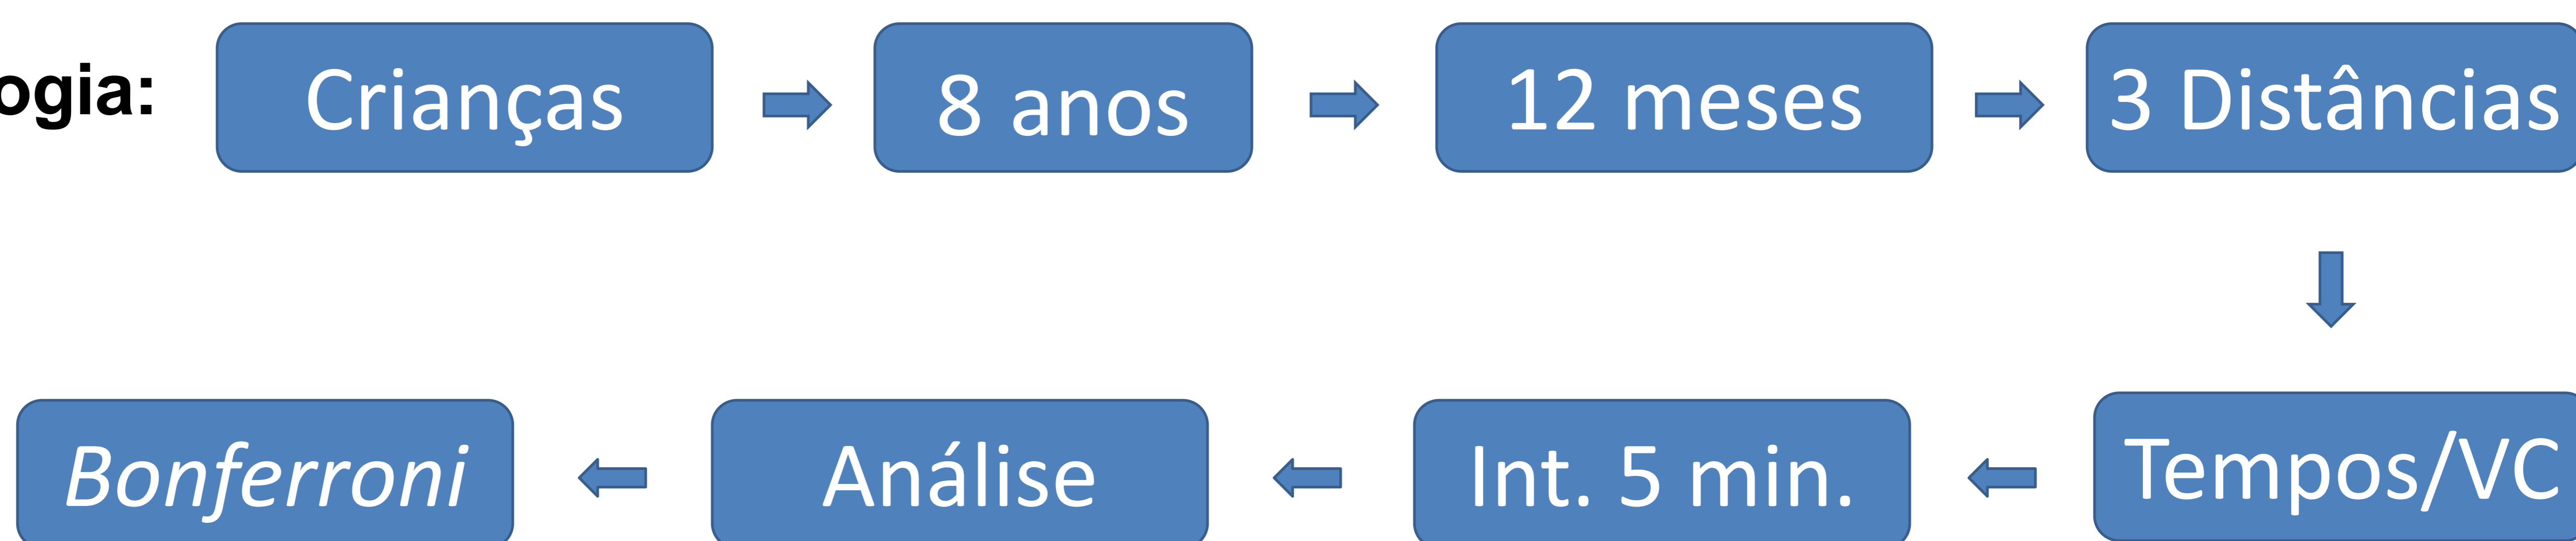 ogia:
Crianças
8 anos
12 meses
3 Distâncias
Tempos/VC
Int. 5 min.
Análise
Bonferroni